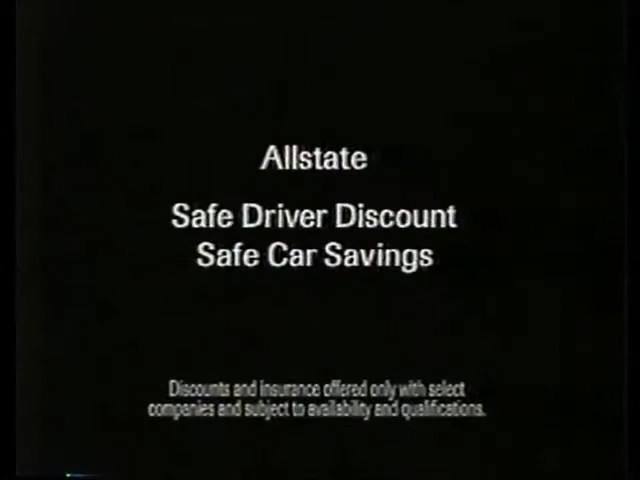 Allstate
Safe Driver Discount
Safe Car Savings
Discounts and insurance offered only with select
companies and subject to availability and qualifications.